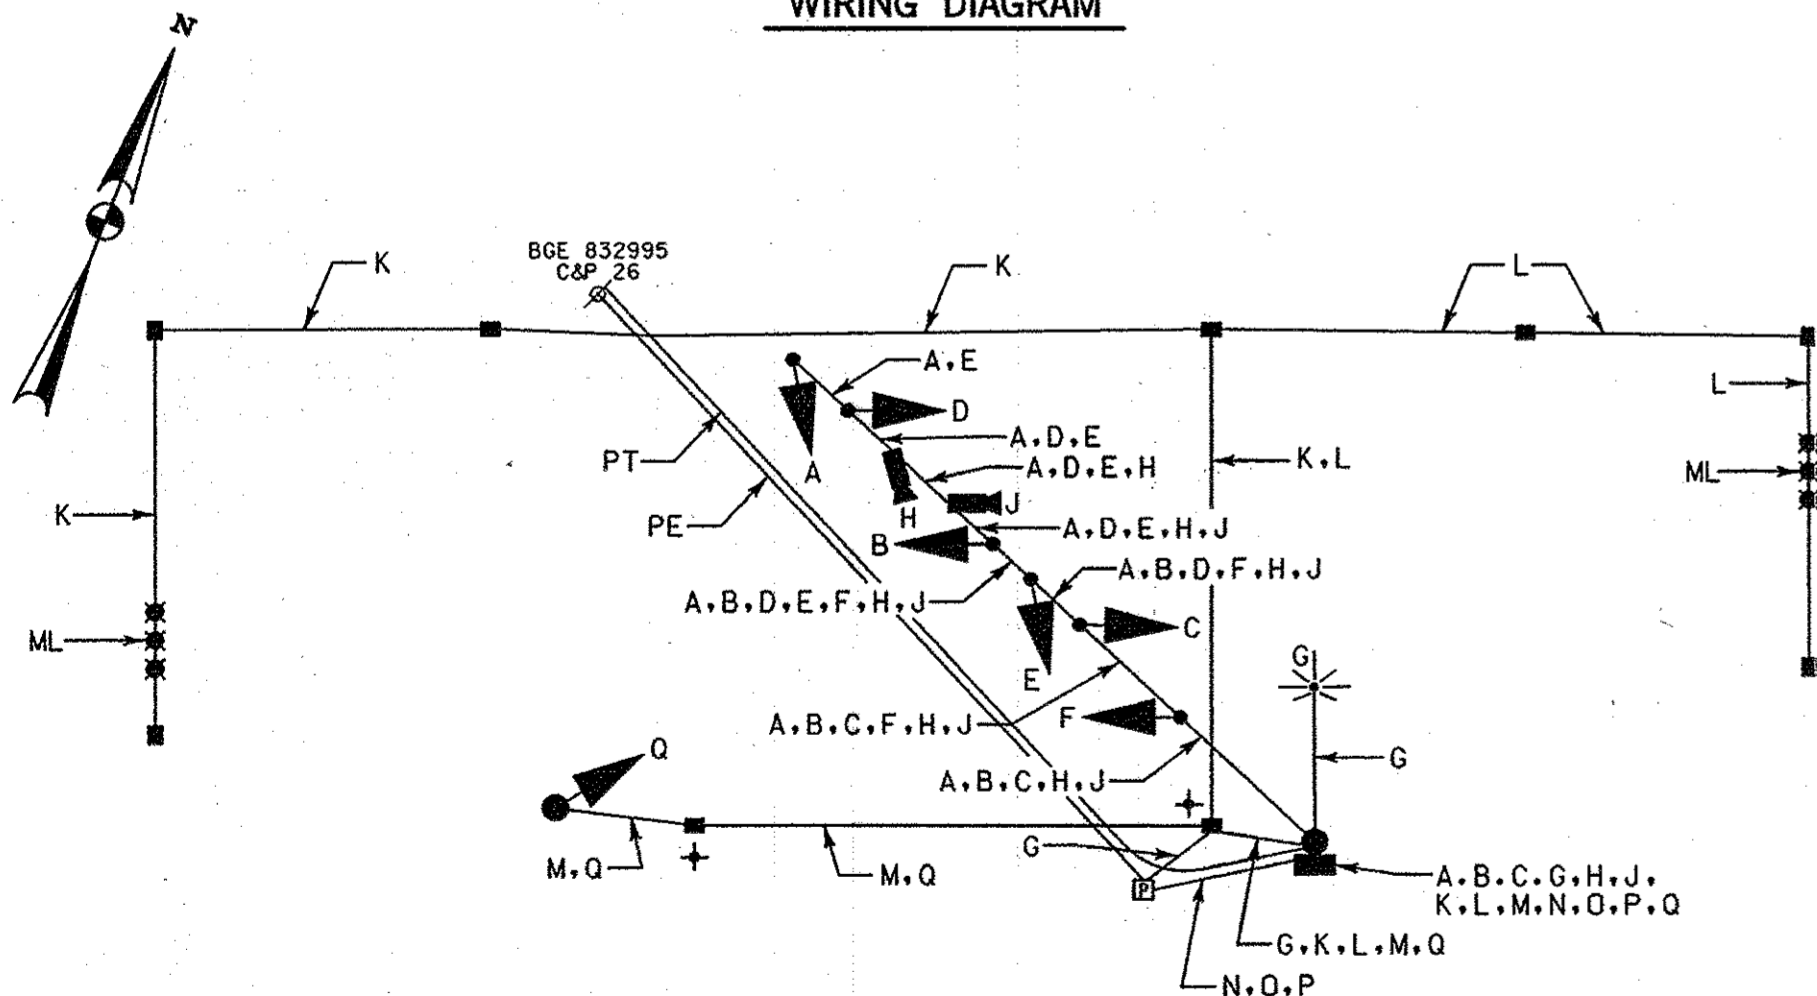 WIRING DIAGRAM
N
BGE 832995
C&P 26
K
K
L
A,E
D
L
A
A,D,E
A,D,E,H
K,L
PT
ML
H
J
K
PE
A,D,E,H,J
B
A,B,D,F,H,J
A,B,D,E,F,H,J
C
ML
E
G
A,B,C,F,H,J
F
Q
G
A,B,C,H,J
G
M,Q
M,Q
P
A.B.C.G,H,J,
K,L,M,N,O,P,Q
G,K,L,M,Q
N,O,P